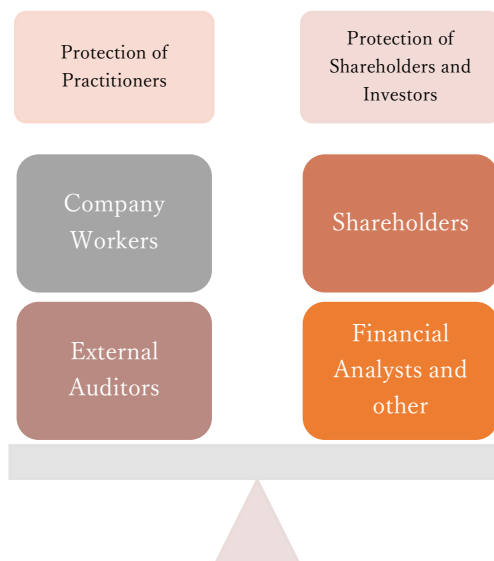 Protection of
Practitioners
Protection of
Shareholders and
Investors
Company
Workers
Shareholders
External
Auditors
Financial
Analysts and
other